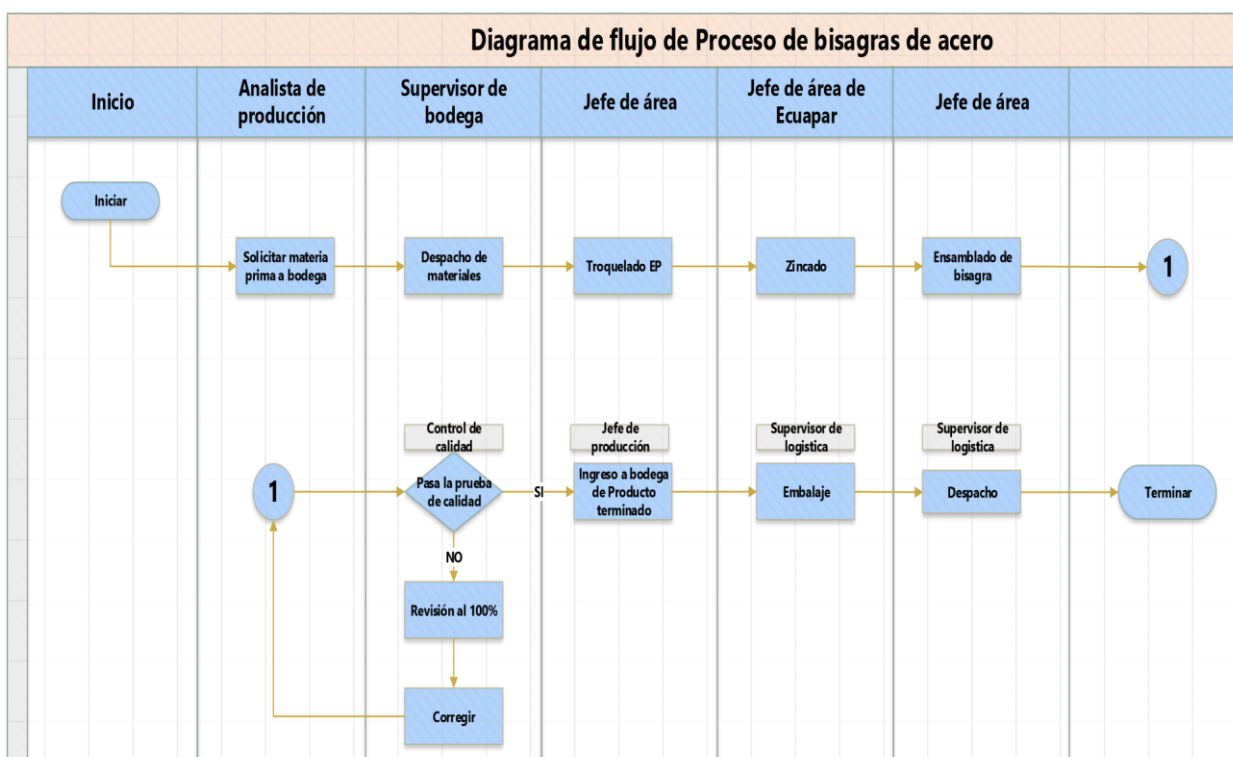 Diagrama de flujo de Proceso de bisagras de acero
Inicio
Analista de
producción
Supervisor de
bodega
Jefe de área
Jefe de área de
Ecuapar
Jefe de área
Iniciar
Solicitar materia
prima a bodega
Despacho de
materiales
Troquelado EP
Zincado
Ensamblado de
bisagra
1
Control de
calidad
Jefe de
producción
Supervisor de
logistica
Supervisor de
logistica
1
Pasa la prueba
de calidad
SI
Ingreso a bodega
de Producto
terminado
Embalaje
Despacho
Terminar
NO
Revisión al 100%
Corregir